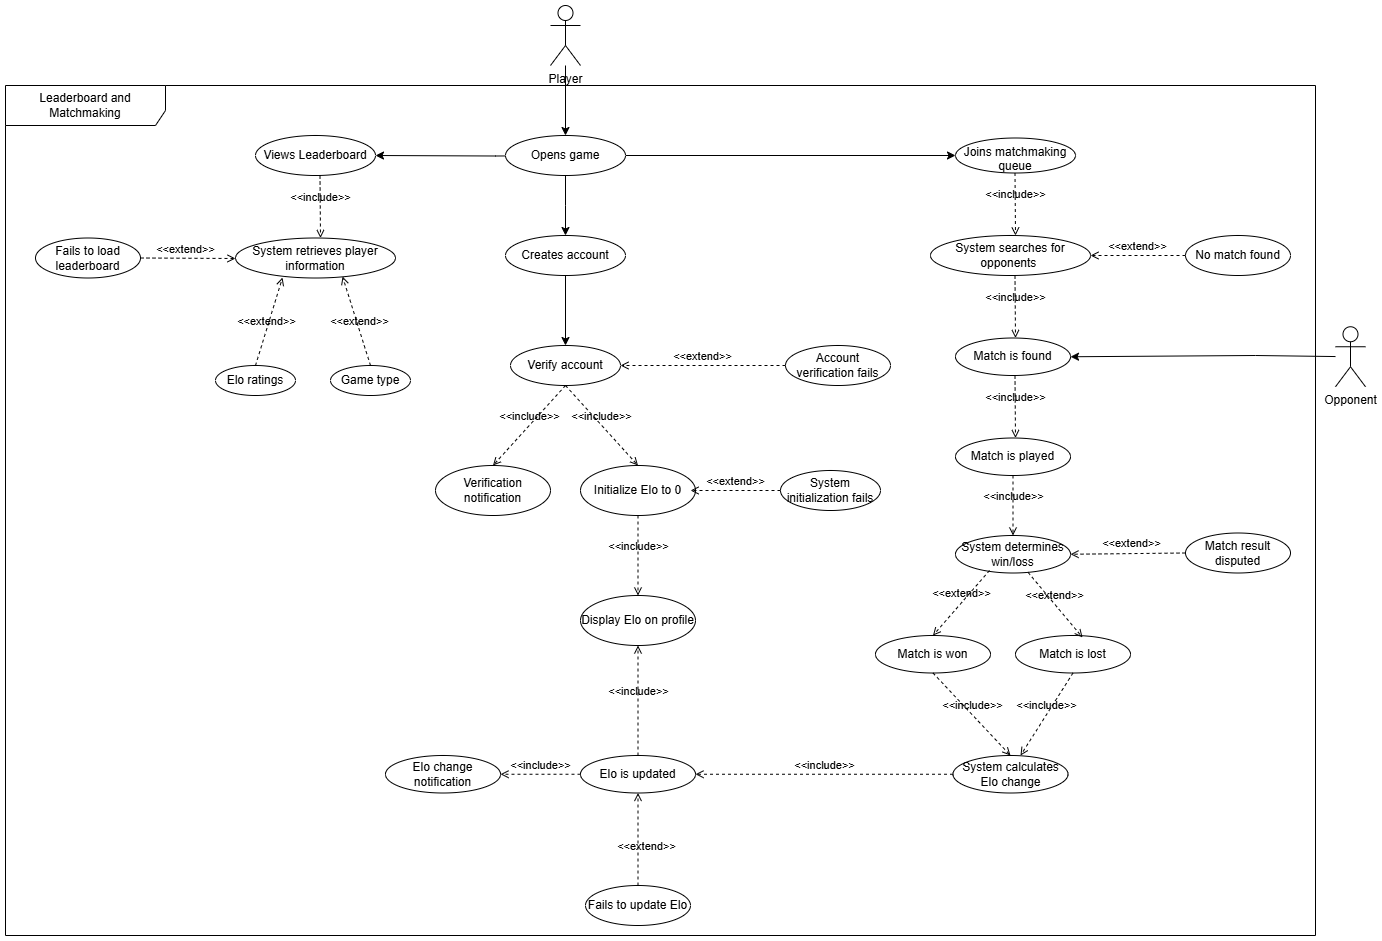 Player
Leaderboard and
Matchmaking
Views Leaderboard
Opens game
Joins matchmaking
queue
<<include>>
<<include>>
Fails to load
leaderboard
<<extend>>
System retrieves player
information
Creates account
System searches for
opponents
<<extend>>
No match found
<<extend>>
<<extend>>
<<include>>
Elo ratings
Game type
Verify account
<<extend>>
Account
verification fails
Match is found
Opponent
<<include>>
<<include>>
<<include>>
Verification
notification
Initialize Elo to 0
<<extend>>
System
initialization fails
Match is played
<<include>>
<<include>>
System determines
win/loss
<<extend>>
Match result
disputed
<<extend>>
<<extend>>
Display Elo on profile
Match is won
Match is lost
<<include>>
<<include>>
<<include>>
Elo change
notification
<<include>>
Elo is updated
<<include>>
System calculates
Elo change
<<extend>>
Fails to update Elo